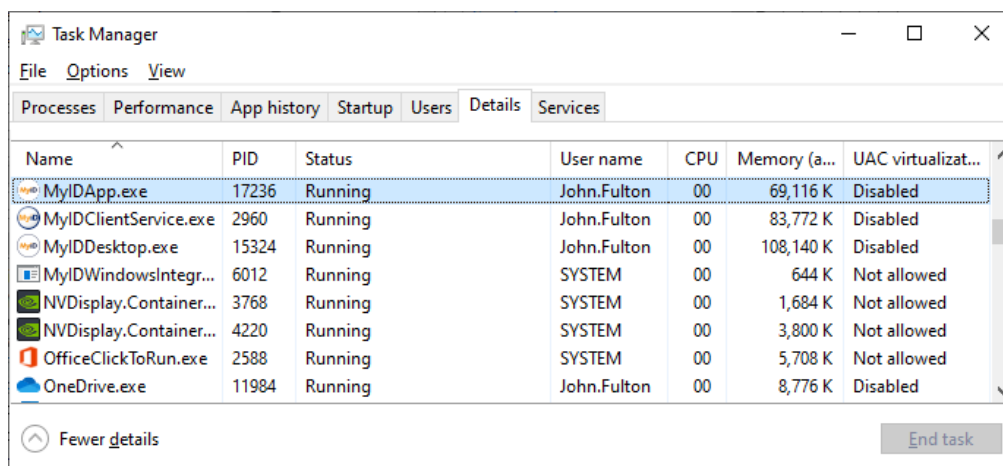 Task Manager
File Options View
Processes Performance App history Startup Users Details Services
Name PID Status User name CPU Memory (a... UAC virtualizat...
MyIDApp.exe 17236 Running John.Fulton 00 69,116 K Disabled
MyIDClientService.exe 2960 Running John.Fulton 00 83,772 K Disabled
MyIDDesktop.exe 15324 Running John.Fulton 00 108,140 K Disabled
MyIDWindowsIntegr... 6012 Running SYSTEM 00 644 K Not allowed
NVDisplay.Container... 3768 Running SYSTEM 00 1,684 K Not allowed
NVDisplay.Container... 4220 Running SYSTEM 00 3,800 K Not allowed
OfficeClickToRun.exe 2588 Running SYSTEM 00 5,708 K Not allowed
OneDrive.exe 11984 Running John.Fulton 00 8,776 K Disabled
Fewer details End task